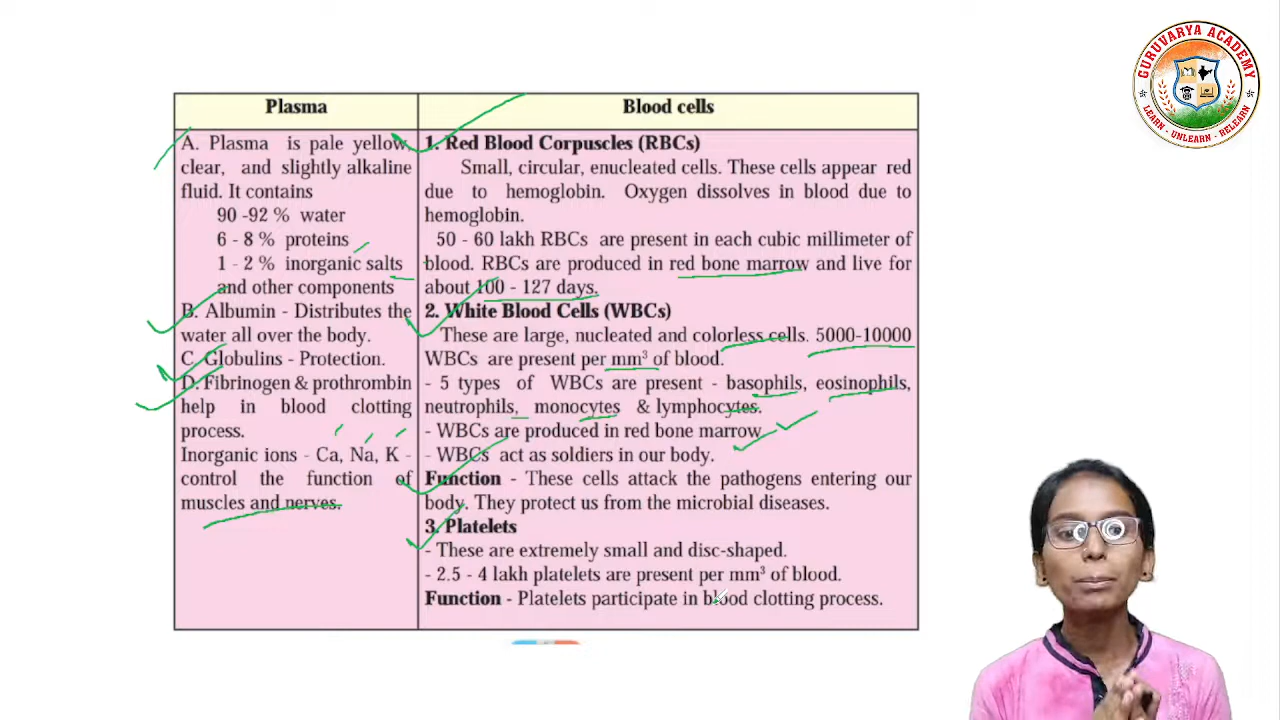 GURUVARYA ACADEMY
LEARN - UNLEARN - RELEARN
Plasma
A. Plasma is pale yellow,
clear, and slightly alkaline
fluid. It contains
90 -92 % water
6 - 8 % proteins
1 - 2 % inorganic salts
and other components
B. Albumin - Distributes the
water all over the body.
C. Globulins - Protection.
D. Fibrinogen & prothrombin
help in blood clotting
process.
Inorganic ions - Ca, Na, K -
control the function of
muscles and nerves.
Blood cells
1. Red Blood Corpuscles (RBCs)
Small, circular, enucleated cells. These cells appear red
due to hemoglobin. Oxygen dissolves in blood due to
hemoglobin.
50 - 60 lakh RBCs are present in each cubic millimeter of
blood. RBCs are produced in red bone marrow and live for
about 100 - 127 days.
2. White Blood Cells (WBCs)
These are large, nucleated and colorless cells. 5000-10000
WBCs are present per mm³ of blood.
- 5 types of WBCs are present - basophils, eosinophils,
neutrophils, monocytes & lymphocytes.
- WBCs are produced in red bone marrow.
- WBCs act as soldiers in our body.
Function - These cells attack the pathogens entering our
body. They protect us from the microbial diseases.
3. Platelets
- These are extremely small and disc-shaped.
- 2.5 - 4 lakh platelets are present per mm³ of blood.
Function - Platelets participate in blood clotting process.